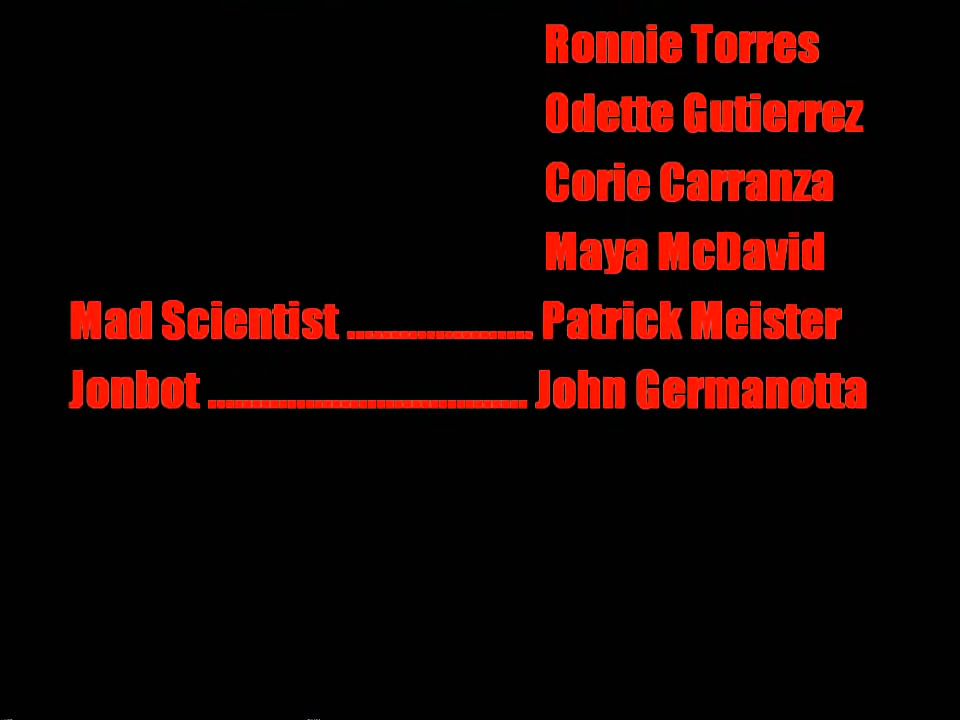 Ronnie Torres
Odette Gutierrez
Corie Carranza
Maya McDavid
Mad Scientist ..................... Patrick Meister
Jonbot .................................... John Germanotta